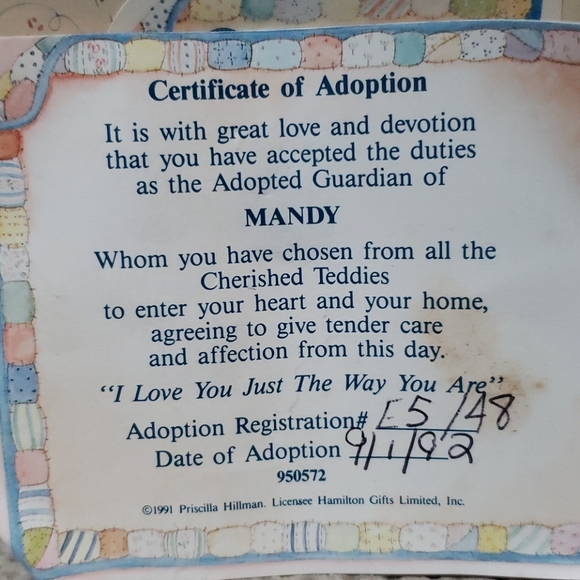 Certificate of Adoption
It is with great love and devotion
that you have accepted the duties
as the Adopted Guardian of
MANDY
Whom you have chosen from all the
Cherished Teddies
to enter your heart and your home,
agreeing to give tender care
and affection from this day.
“I Love You Just The Way You Are”
Adoption Registration# E5/48
Date of Adoption 9/1/92
950572
©1991 Priscilla Hillman. Licensee Hamilton Gifts Limited, Inc.